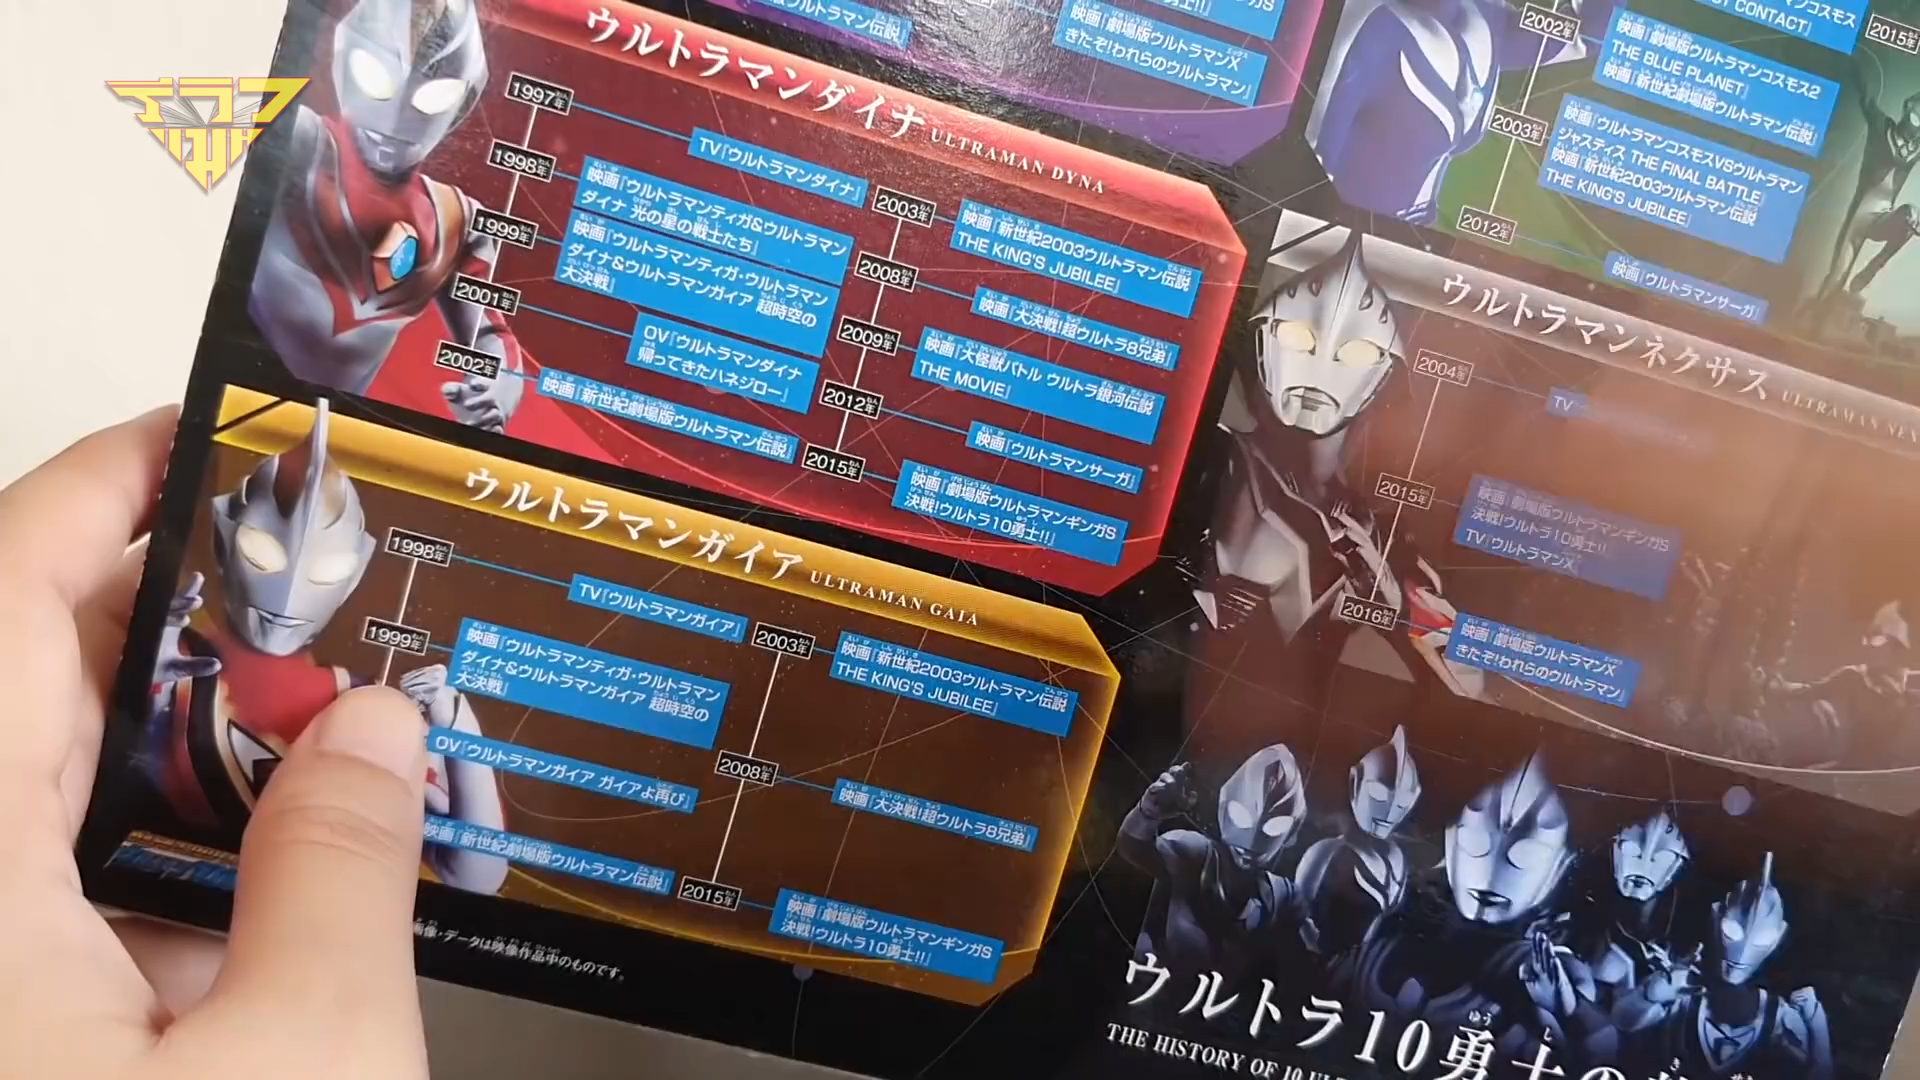 伝説』
映画『劇場版ウルトラマンX
きたぞ!われらのウルトラマン』
ウルトラマンダイナ ULTRAMAN DYNA
1997年
TV『ウルトラマンダイナ』
1998年
映画『ウルトラマンティガ&ウルトラマン
ダイナ 光の星の戦士たち』
1999年
映画『ウルトラマンティガ・ウルトラマン
ダイナ&ウルトラマンガイア 超時空の
大決戦』
2001年
OV『ウルトラマンダイナ
帰ってきたハネジロー』
2002年
映画『新世紀劇場版ウルトラマン伝説』
2003年
映画『新世紀2003ウルトラマン伝説
THE KING'S JUBILEE』
2008年
映画『大決戦!超ウルトラ8兄弟』
2009年
映画『大怪獣バトル ウルトラ銀河伝説
THE MOVIE』
2012年
映画『ウルトラマンサーガ』
2015年
映画『劇場版ウルトラマンギンガS
決戦!ウルトラ10勇士!!』
ウルトラマンガイア ULTRAMAN GAIA
1998年
TV『ウルトラマンガイア』
1999年
映画『ウルトラマンティガ・ウルトラマン
ダイナ&ウルトラマンガイア 超時空の
大決戦』
OV『ウルトラマンガイア ガイアよ再び』
映画『新世紀劇場版ウルトラマン伝説』
2003年
映画『新世紀2003ウルトラマン伝説
THE KING'S JUBILEE』
2008年
映画『大決戦!超ウルトラ8兄弟』
2015年
映画『劇場版ウルトラマンギンガS
決戦!ウルトラ10勇士!!』
画像・データは映像作品中のものです。
CONTACT』
2002年
映画『劇場版ウルトラマンコスモス2
THE BLUE PLANET』
映画『新世紀劇場版ウルトラマン伝説』
2003年
映画『ウルトラマンコスモスVSウルトラマン
ジャスティス THE FINAL BATTLE』
映画『新世紀2003ウルトラマン伝説
THE KING'S JUBILEE』
2012年
映画『ウルトラマンサーガ』
2015年
ウルトラマンネクサス ULTRAMAN
2004年
TV
2015年
映画『劇場版ウルトラマンギンガS
決戦!ウルトラ10勇士!!』
TV『ウルトラマンX』
2016年
映画『劇場版ウルトラマンX
きたぞ!われらのウルトラマン』
ウルトラ10勇士の
THE HISTORY OF 10